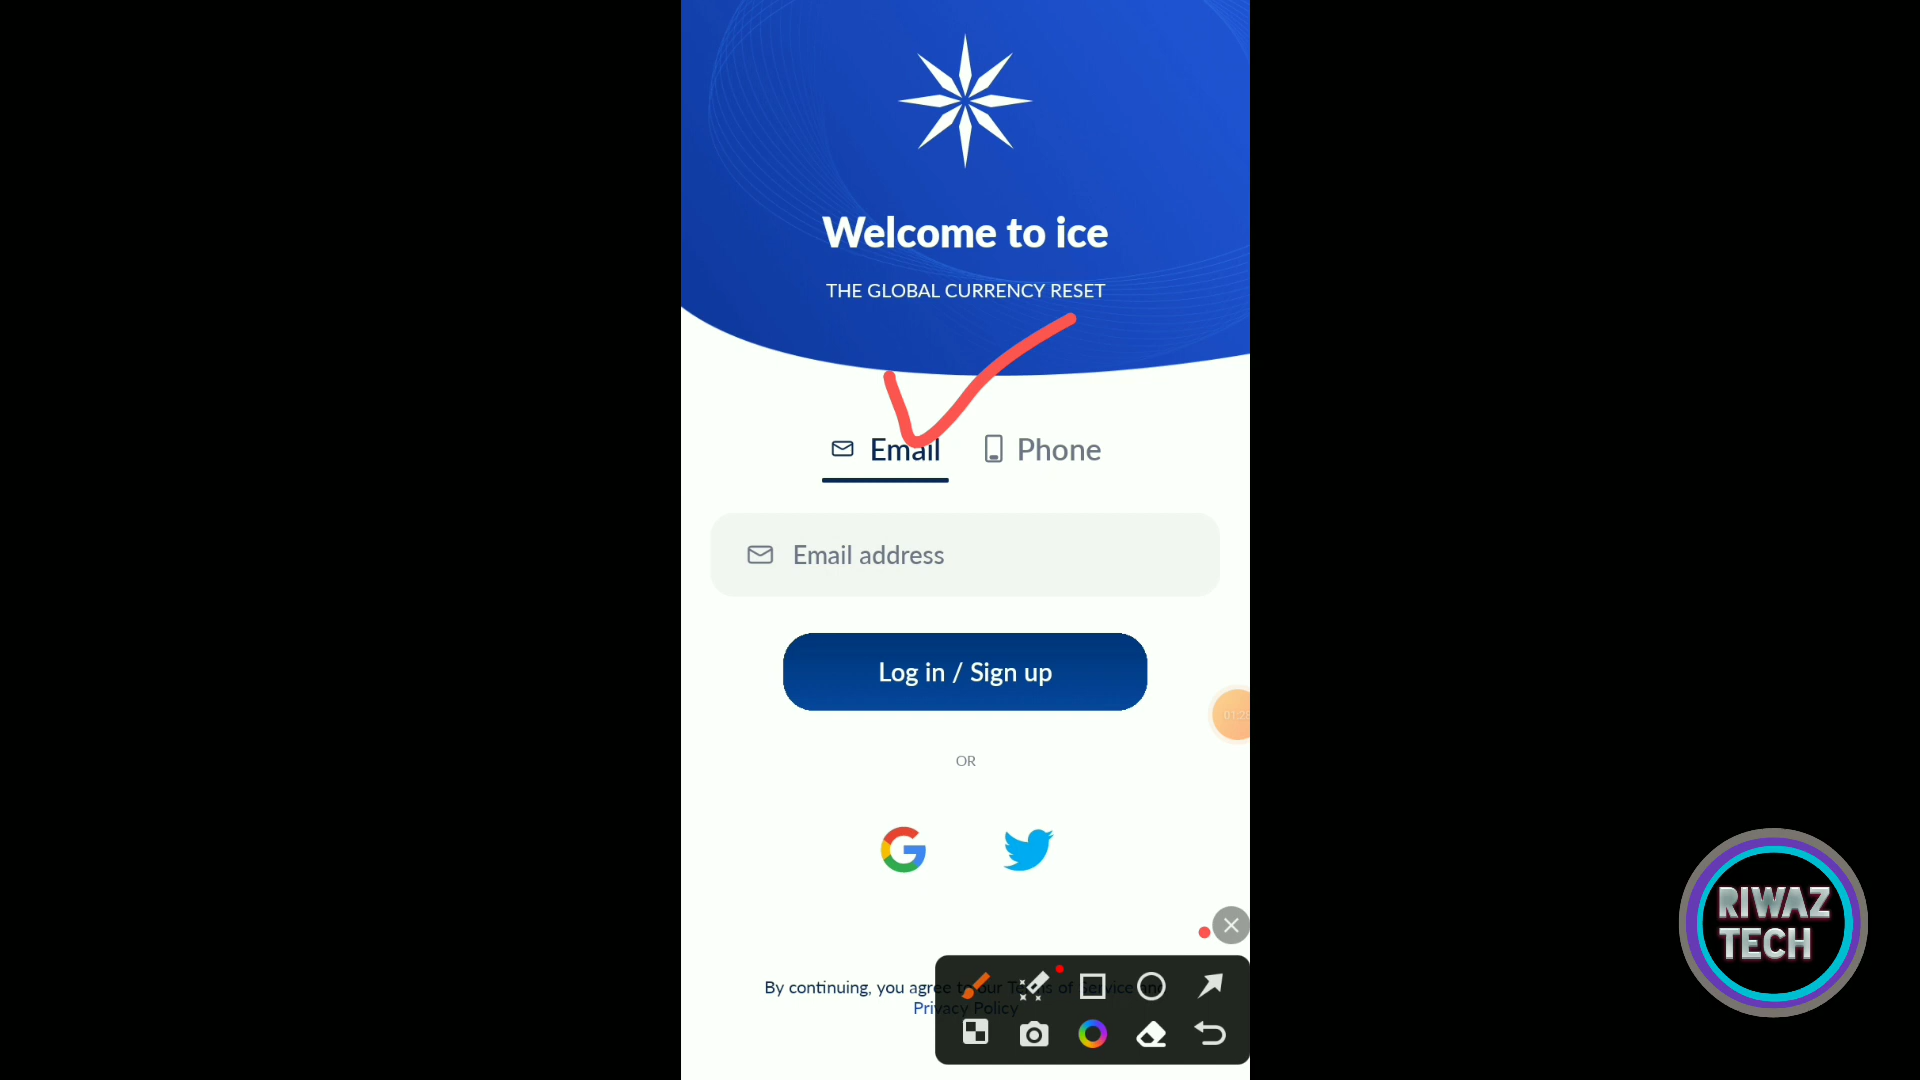 Welcome to ice
THE GLOBAL CURRENCY RESET
Email
Phone
Email address
Log in / Sign up
OR
By continuing, you agree to our Terms of Service and
Privacy Policy
RIWAZ
TECH